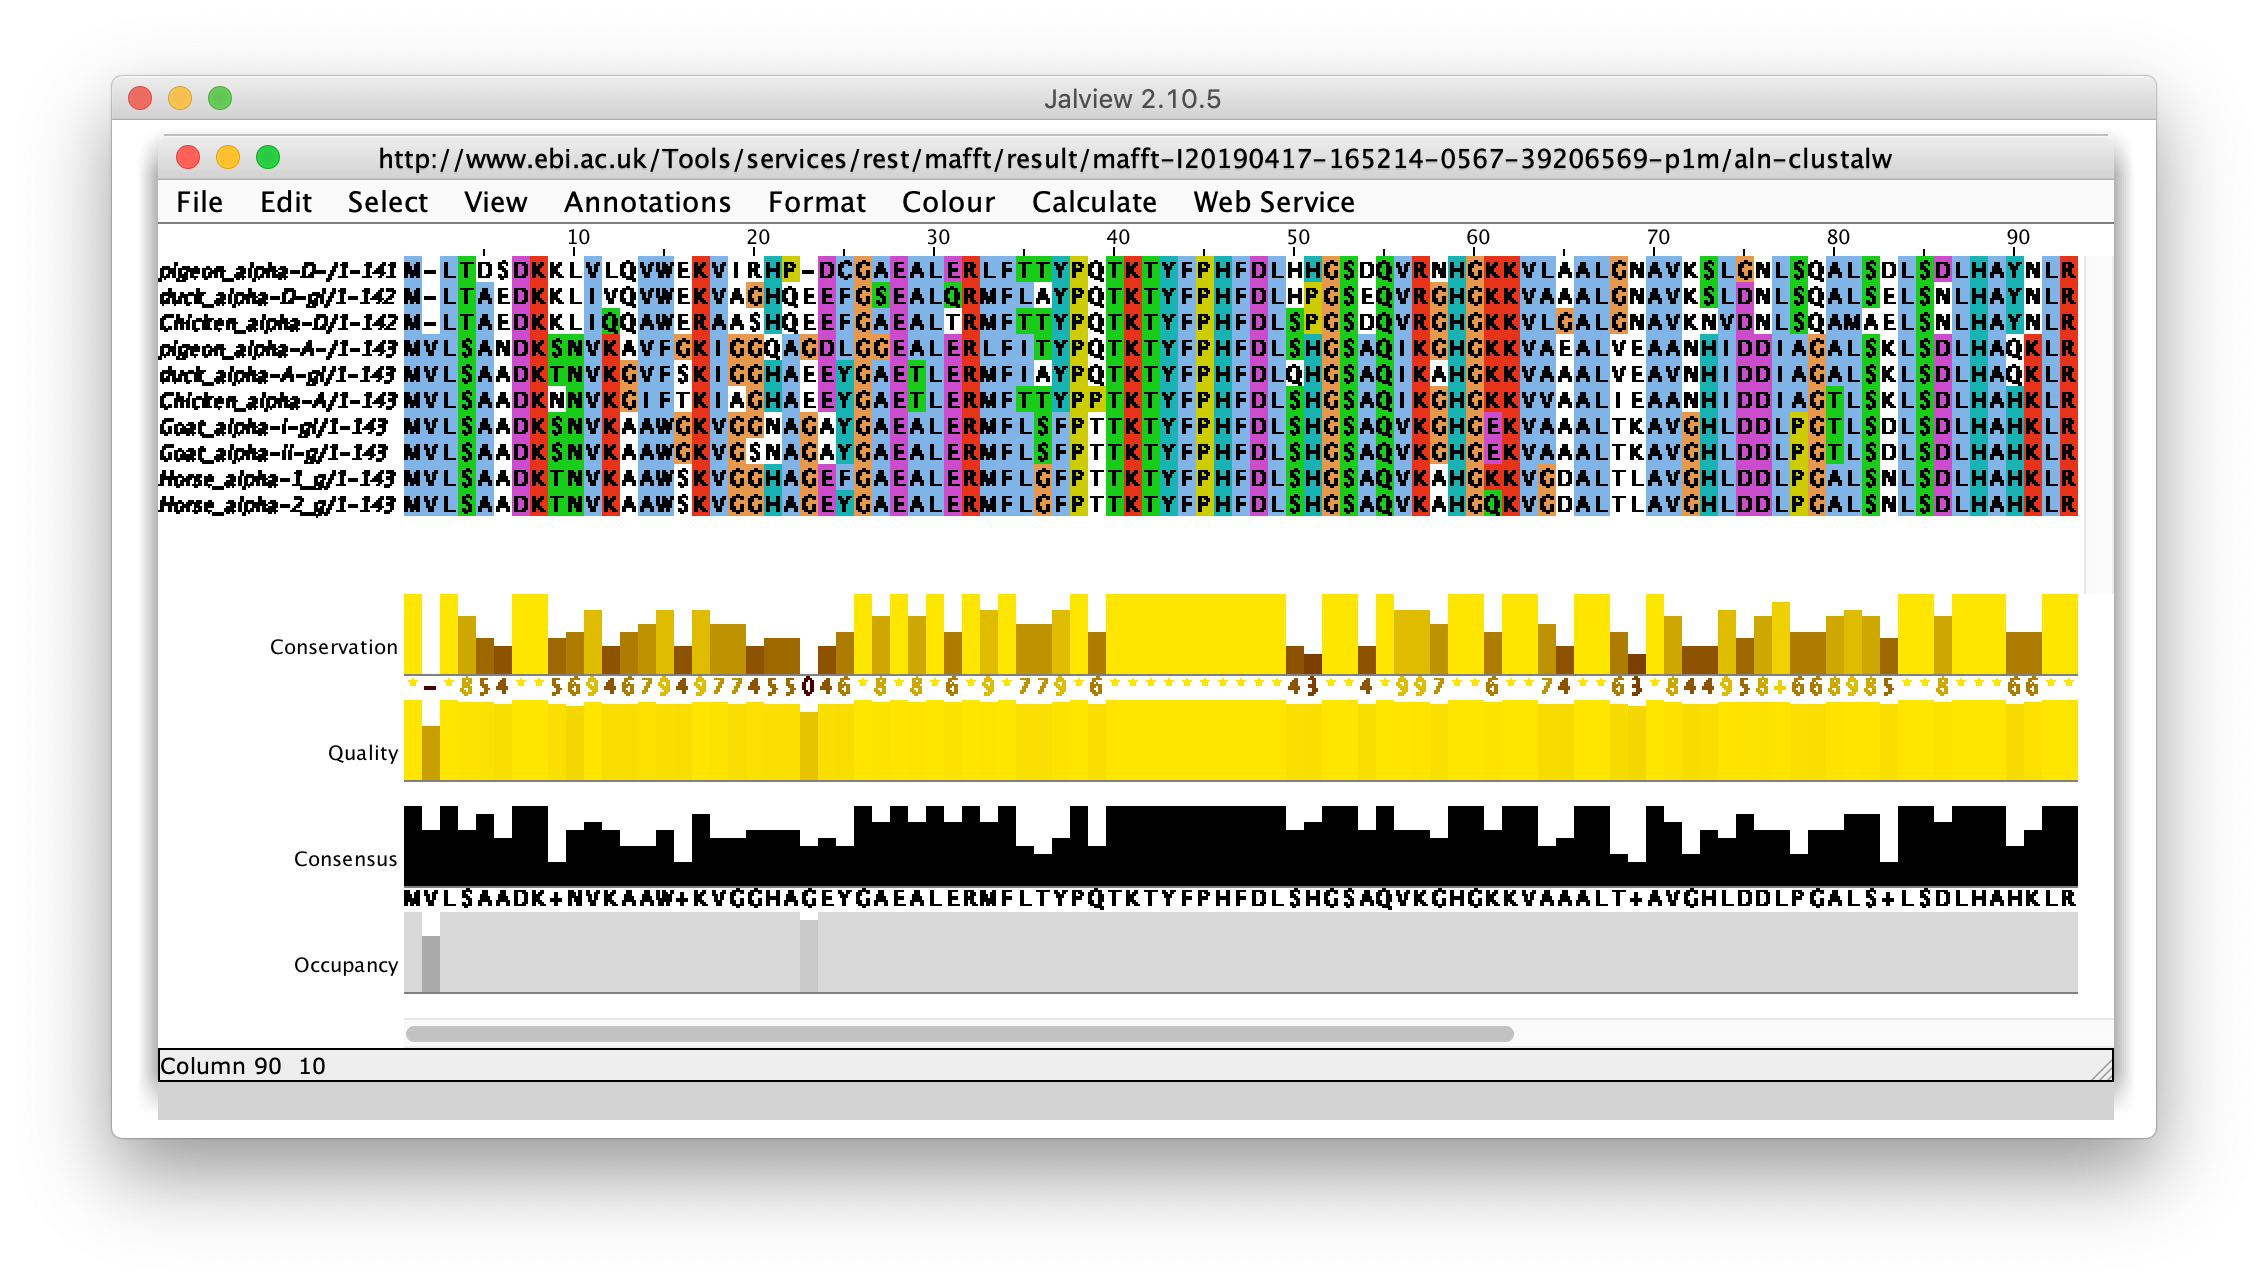 Jalview 2.10.5
http://www.ebi.ac.uk/Tools/services/rest/mafft/result/mafft-I20190417-165214-0567-39206569-p1m/aln-clustalw
File Edit Select View Annotations Format Colour Calculate Web Service
10 20 30 40 50 60 70 80 90
pigeon_alpha-D-/1-141 M-LTDSDKKLVLQVWEKVIRHP-DCGAEALERLFTTYPQTKTYFPHFDLHHGSDQVRNHGKKVLAALGNAVKSLGNLSQALSDLSDLHAYNLR
duck_alpha-D-gl/1-142 M-LTAEDKKLIVQVWEKVAGHQEEFGSEALQRMFLAYPQTKTYFPHFDLHPGSEQVRGHGKKVAAALGNAVKSLDNLSQALSELSNLHAYNLR
Chicken_alpha-D/1-142 M-LTAEDKKLIQQAWERAASHQEEFGAEALTRMFTTYPQTKTYFPHFDLSPGSDQVRGHGKKVLGALGNAVKNVDNLSQAMAELSNLHAYNLR
pigeon_alpha-A-/1-143 MVLSANDKSNVKAVFGKIGGQAGDLGGEALERLFITYPQTKTYFPHFDLSHGSAQIKGHGKKVAEALVEAANHIDDIAGALSKLSDLHAQKLR
duck_alpha-A-gl/1-143 MVLSAADKTNVKGVFSKIGGHAEEYGAETLERMFIAYPQTKTYFPHFDLQHGSAQIKAHGKKVAAALVEAVNHIDDIAGALSKLSDLHAQKLR
Chicken_alpha-A/1-143 MVLSAADKNNVKGIFTKIAGHAEEYGAETLERMFTTYPPTKTYFPHFDLSHGSAQIKGHGKKVVAALIEAANHIDDIAGTLSKLSDLHAHKLR
Goat_alpha-i-gl/1-143 MVLSAADKSNVKAAWGKVGGNAGAYGAEALERMFLSFPTTKTYFPHFDLSHGSAQVKGHGEKVAAALTKAVGHLDDLPGTLSDLSDLHAHKLR
Goat_alpha-ii-g/1-143 MVLSAADKSNVKAAWGKVGSNAGAYGAEALERMFLSFPTTKTYFPHFDLSHGSAQVKGHGEKVAAALTKAVGHLDDLPGTLSDLSDLHAHKLR
Horse_alpha-1_g/1-143 MVLSAADKTNVKAAWSKVGGHAGEFGAEALERMFLGFPTTKTYFPHFDLSHGSAQVKAHGKKVGDALTLAVGHLDDLPGALSNLSDLHAHKLR
Horse_alpha-2_g/1-143 MVLSAADKTNVKAAWSKVGGHAGEYGAEALERMFLGFPTTKTYFPHFDLSHGSAQVKAHGQKVGDALTLAVGHLDDLPGALSNLSDLHAHKLR
Conservation
*-*854**56946794977455046*8*8*6*9*779*6**********43**4*997**6**74**63*844958+668985**8***66**
Quality
Consensus
MVLSAADK+NVKAAW+KVGGHAGEYGAEALERMFLTYPQTKTYFPHFDLSHGSAQVKGHGKKVAAALT+AVGHLDDLPGALS+LSDLHAHKLR
Occupancy
Column 90 10